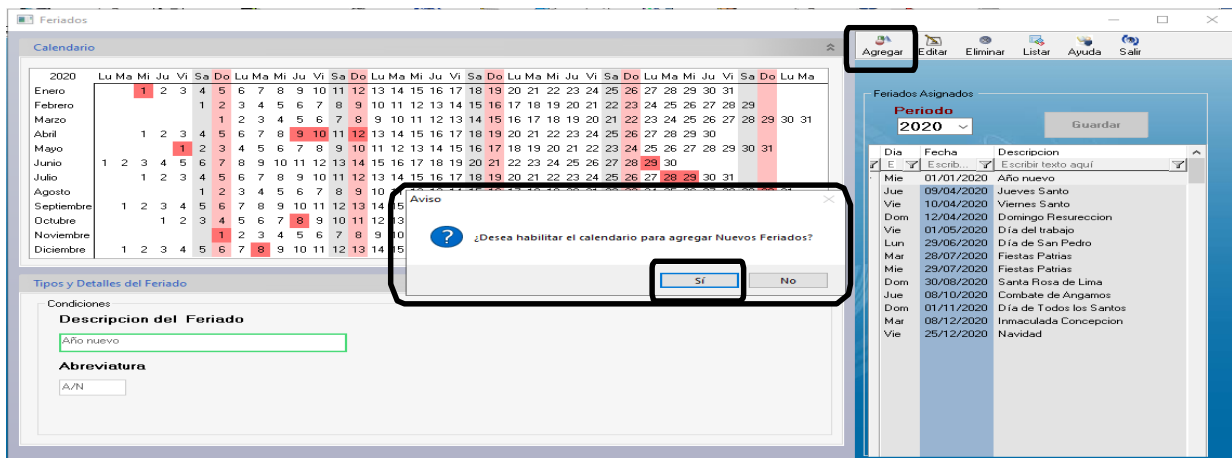 Feriados
Calendario
Agregar Editar Eliminar Listar Ayuda Salir
2020 Lu Ma Mi Ju Vi Sa Do Lu Ma Mi Ju Vi Sa Do Lu Ma Mi Ju Vi Sa Do Lu Ma Mi Ju Vi Sa Do Lu Ma Mi Ju Vi Sa Do Lu Ma
Enero 1 2 3 4 5 6 7 8 9 10 11 12 13 14 15 16 17 18 19 20 21 22 23 24 25 26 27 28 29 30 31
Febrero 1 2 3 4 5 6 7 8 9 10 11 12 13 14 15 16 17 18 19 20 21 22 23 24 25 26 27 28 29
Marzo 1 2 3 4 5 6 7 8 9 10 11 12 13 14 15 16 17 18 19 20 21 22 23 24 25 26 27 28 29 30 31
Abril 1 2 3 4 5 6 7 8 9 10 11 12 13 14 15 16 17 18 19 20 21 22 23 24 25 26 27 28 29 30
Mayo 1 2 3 4 5 6 7 8 9 10 11 12 13 14 15 16 17 18 19 20 21 22 23 24 25 26 27 28 29 30 31
Junio 1 2 3 4 5 6 7 8 9 10 11 12 13 14 15 16 17 18 19 20 21 22 23 24 25 26 27 28 29 30
Julio 1 2 3 4 5 6 7 8 9 10 11 12 13 14 15 16 17 18 19 20 21 22 23 24 25 26 27 28 29 30 31
Agosto 1 2 3 4 5 6 7 8 9 10
Septiembre 1 2 3 4 5 6 7 8 9 10 11 12 13 14 15
Octubre 1 2 3 4 5 6 7 8 9 10 11 12 13
Noviembre 1 2 3 4 5 6 7 8 9 10
Diciembre 1 2 3 4 5 6 7 8 9 10 11 12 13 14 15
Aviso
¿Desea habilitar el calendario para agregar Nuevos Feriados?
Sí No
Tipos y Detalles del Feriado
Condiciones
Descripcion del Feriado
Año nuevo
Abreviatura
A/N
Feriados Asignados
Periodo
2020
Guardar
Dia Fecha Descripcion
E Escrib... Escribir texto aquí
Mie 01/01/2020 Año nuevo
Jue 09/04/2020 Jueves Santo
Vie 10/04/2020 Viernes Santo
Dom 12/04/2020 Domingo Resureccion
Vie 01/05/2020 Día del trabajo
Lun 29/06/2020 Día de San Pedro
Mar 28/07/2020 Fiestas Patrias
Mie 29/07/2020 Fiestas Patrias
Dom 30/08/2020 Santa Rosa de Lima
Jue 08/10/2020 Combate de Angamos
Dom 01/11/2020 Día de Todos los Santos
Mar 08/12/2020 Inmaculada Concepcion
Vie 25/12/2020 Navidad